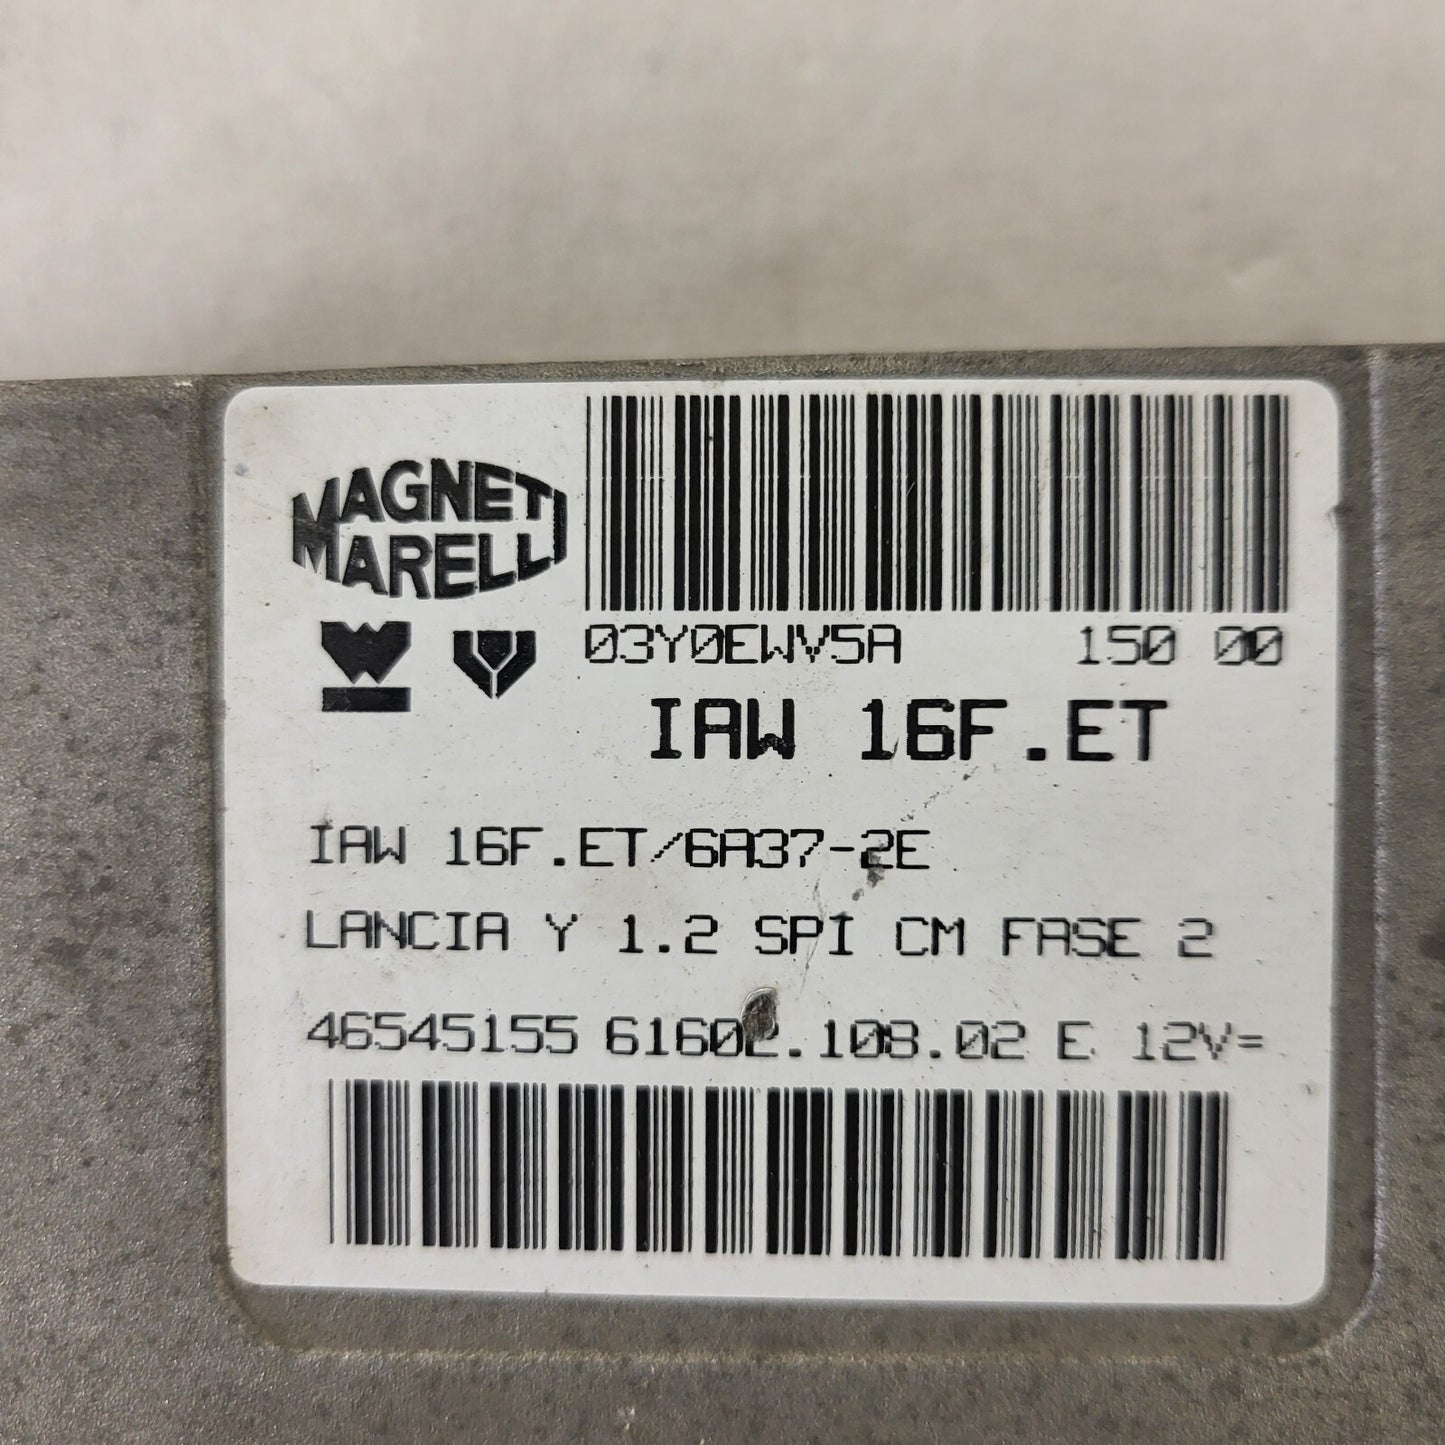 MAGNETI
MARELLI
03Y0EWV5A 150 00
IAW 16F.ET
IAW 16F.ET/6A37-2E
LANCIA Y 1.2 SPI CM FASE 2
46545155 61602.108.02 E 12V=